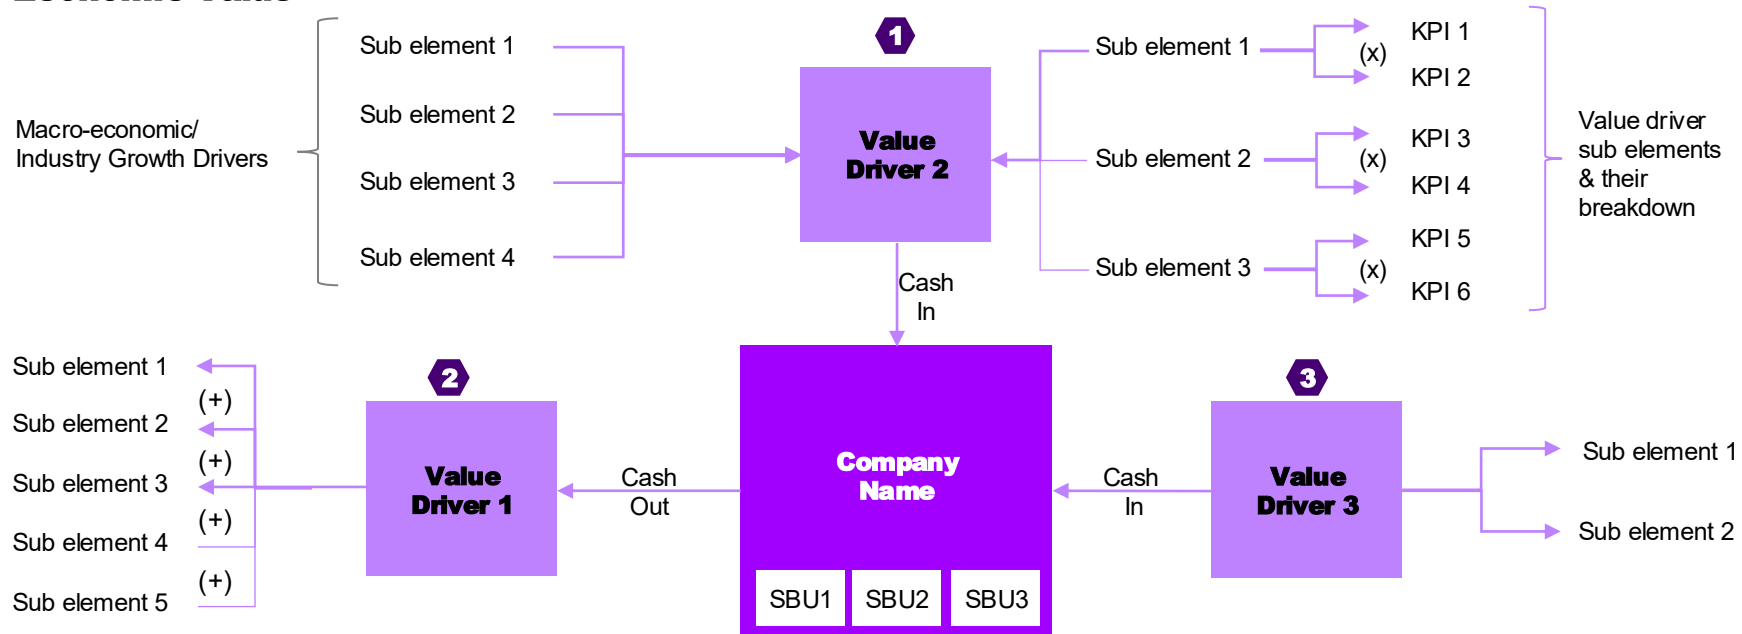 Economic Value
1
Sub element 1
Sub element 2
Sub element 3
Sub element 4
Macro-economic/
Industry Growth Drivers
Value
Driver 2
Sub element 1
Sub element 2
Sub element 3
KPI 1
(x)
KPI 2
KPI 3
(x)
KPI 4
KPI 5
(x)
KPI 6
Value driver
sub elements
& their
breakdown
Cash
In
Sub element 1
(+)
Sub element 2
(+)
Sub element 3
(+)
Sub element 4
(+)
Sub element 5
2
Value
Driver 1
Cash
Out
Company
Name
SBU1
SBU2
SBU3
Cash
In
3
Value
Driver 3
Sub element 1
Sub element 2